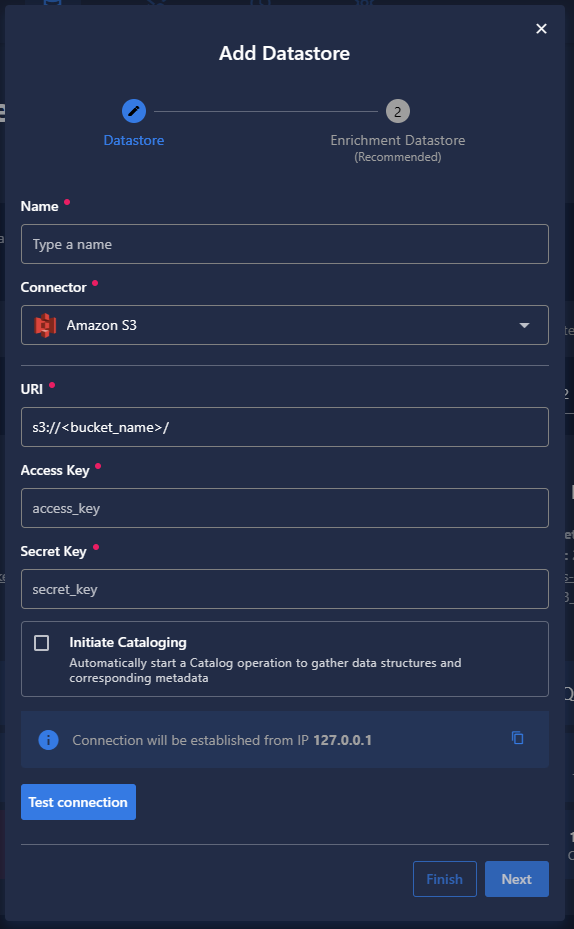 Add Datastore
2
Datastore
Enrichment Datastore
(Recommended)
Name
Type a name
Connector
Amazon S3
URI
s3://<bucket_name>/
Access Key
access_key
Secret Key
secret_key
Initiate Cataloging
Automatically start a Catalog operation to gather data structures and
corresponding metadata
Connection will be established from IP 127.0.0.1
Test connection
Finish
Next